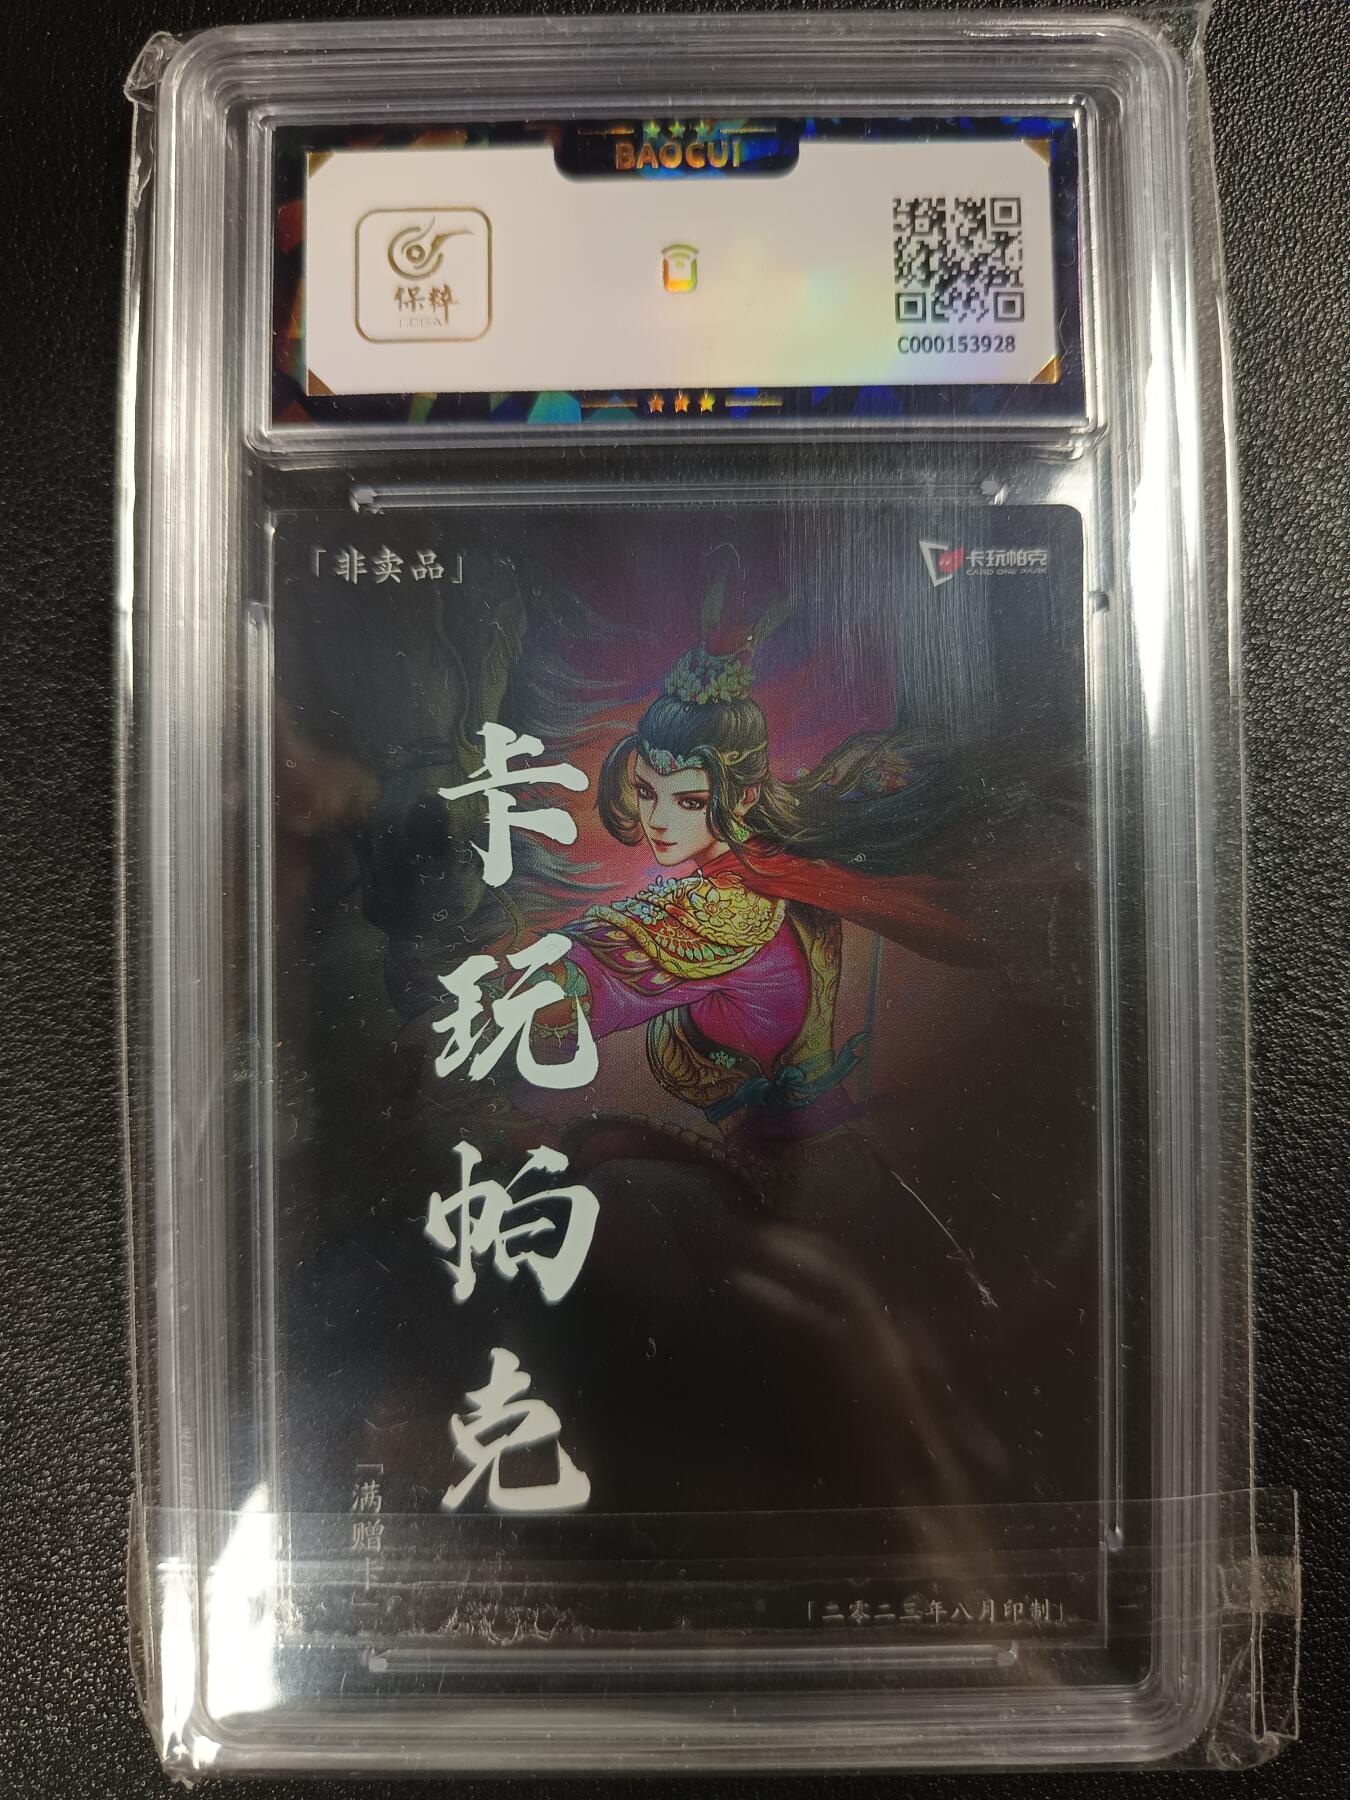 BAOCUI
保粹
C000153928
「非卖品」
卡玩帕克
CARD ONE PARK
卡玩帕克
「满赠卡」
「二零二三年八月印制」